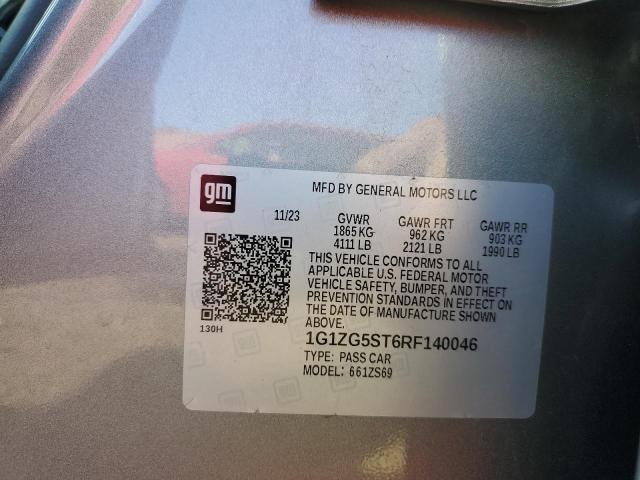 gm
MFD BY GENERAL MOTORS LLC
11/23 GVWR GAWR FRT GAWR RR
1865 KG 962 KG 903 KG
4111 LB 2121 LB 1990 LB
THIS VEHICLE CONFORMS TO ALL
APPLICABLE U.S. FEDERAL MOTOR
VEHICLE SAFETY, BUMPER, AND THEFT
PREVENTION STANDARDS IN EFFECT ON
THE DATE OF MANUFACTURE SHOWN
ABOVE.
130H
1G1ZG5ST6RF140046
TYPE: PASS CAR
MODEL: 661ZS69